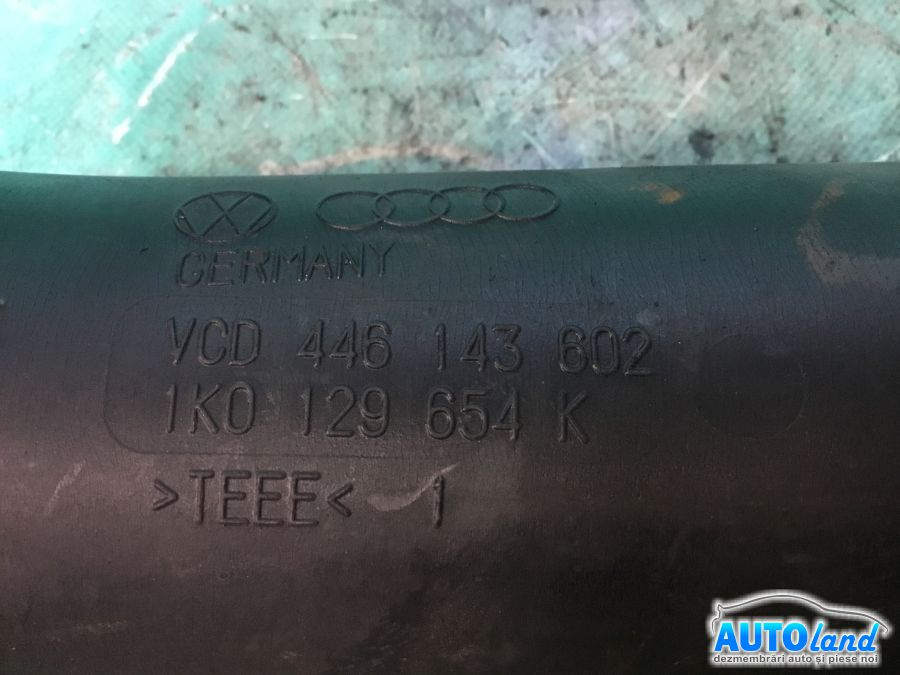 GERMANY
VCD 446 143 602
1K0 129 654 K
>TEEE< 1
AUTOland
dezmembrări auto și piese noi